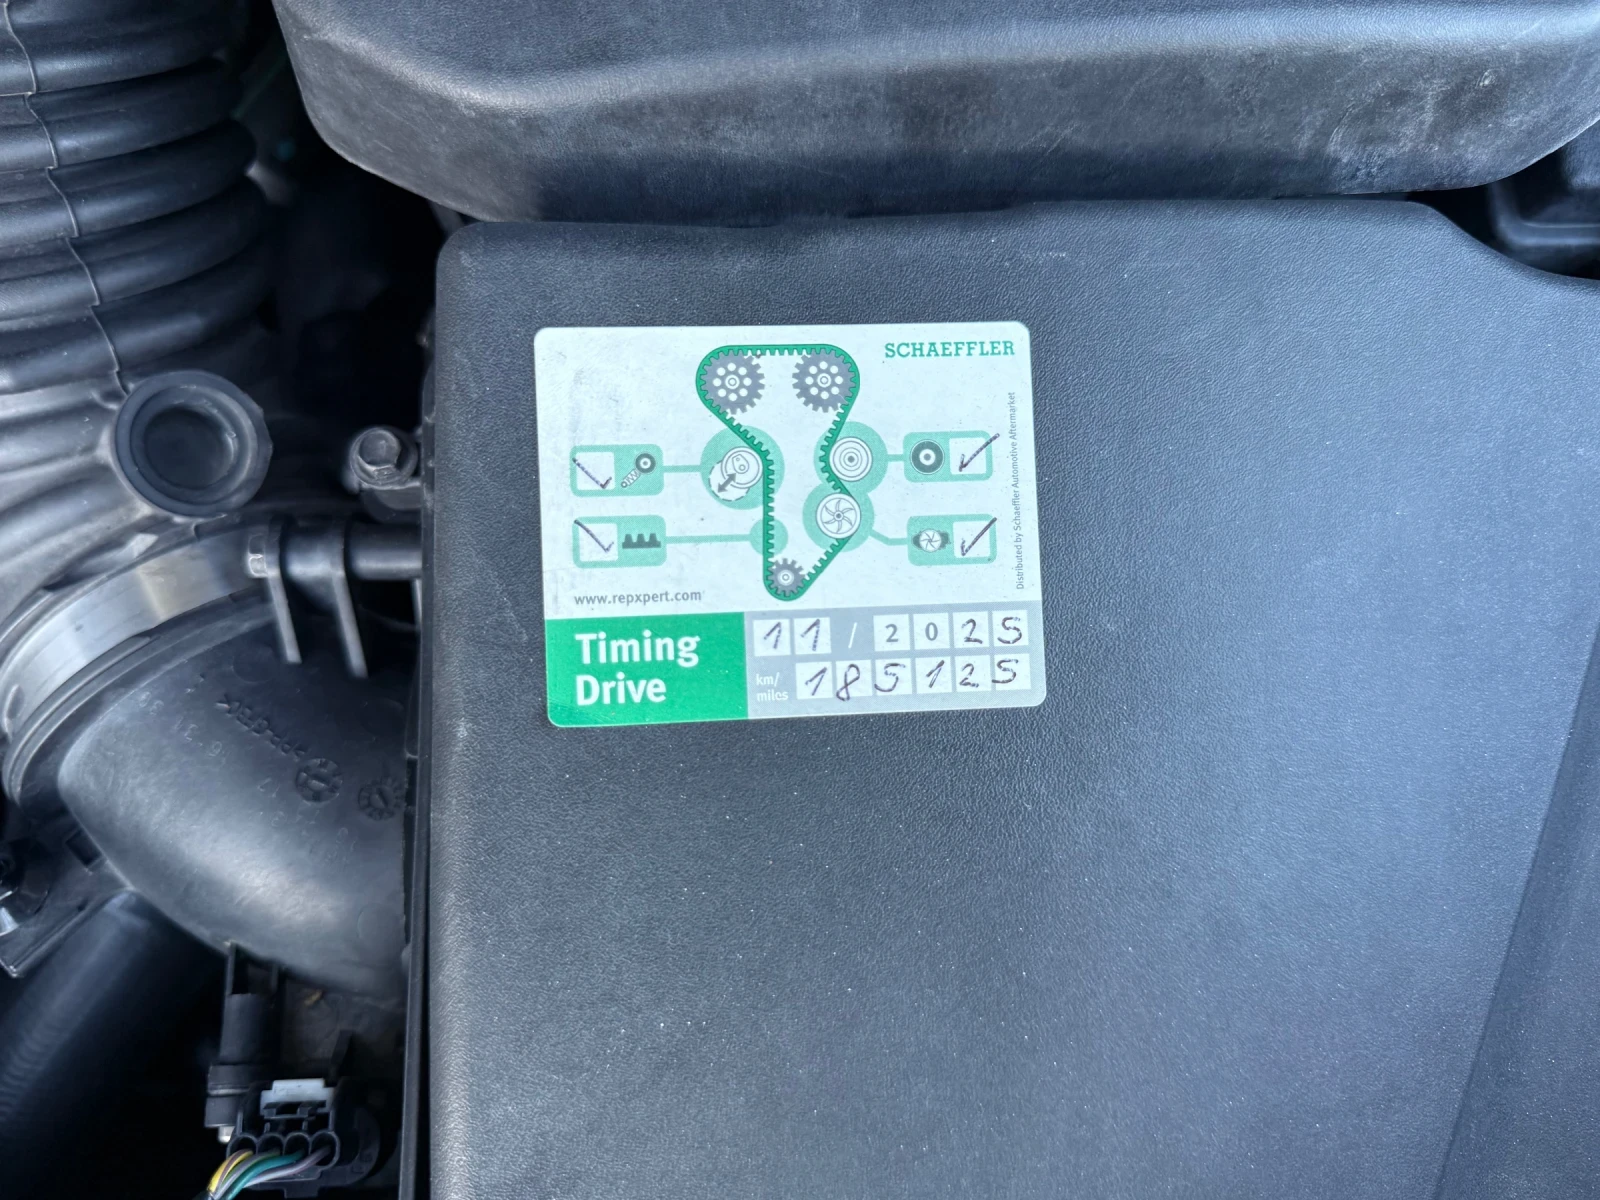 SCHAEFFLER
Distributed by Schaeffler Automotive Aftermarket
www.repxpert.com
Timing
Drive
11 / 2025
km/
miles
185125